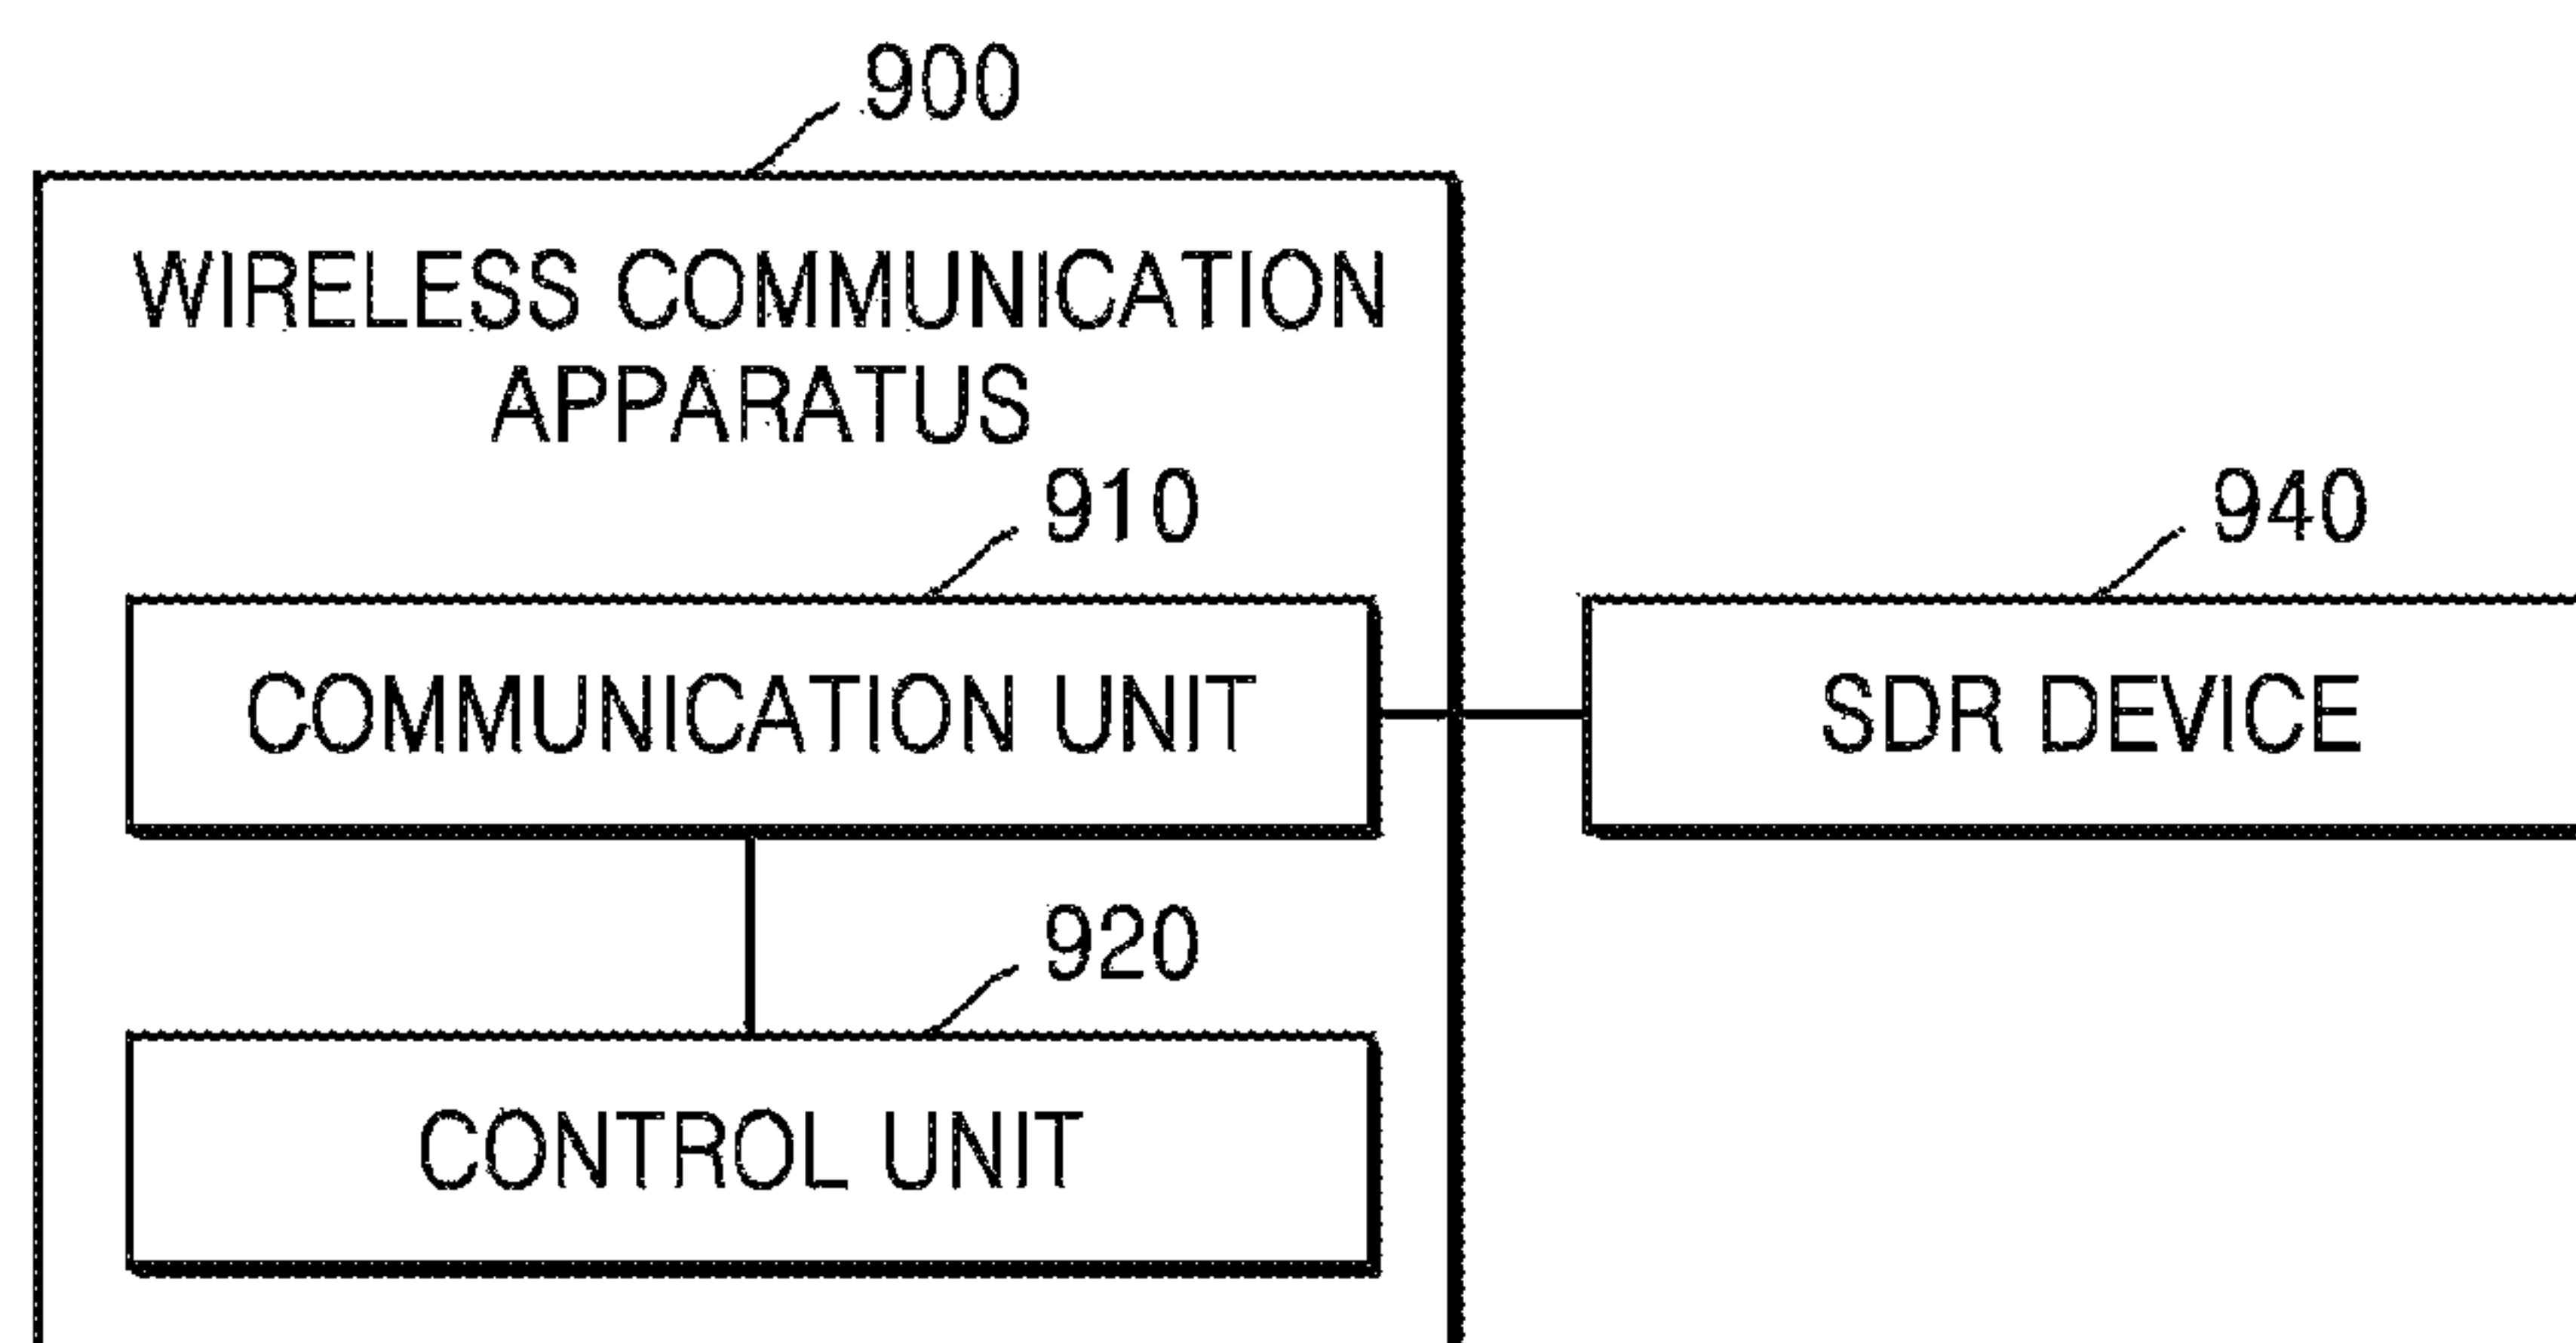 900
WIRELESS COMMUNICATION
APPARATUS
910
940
COMMUNICATION UNIT
SDR DEVICE
920
CONTROL UNIT